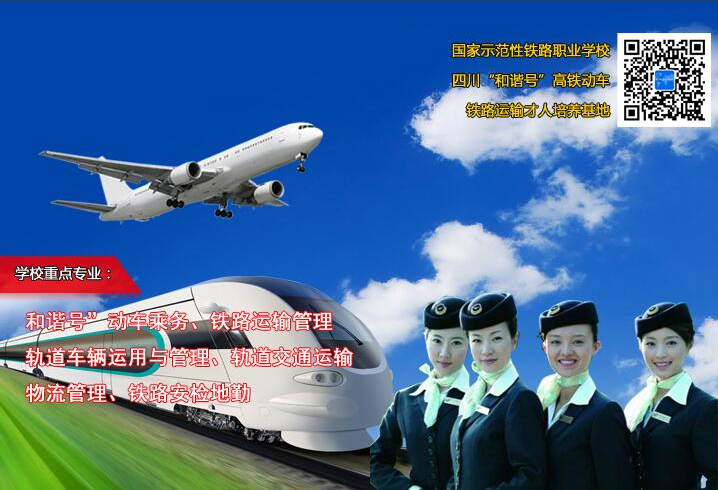 国家示范性铁路职业学校
四川“和谐号”高铁动车
铁路运输才人培养基地
学校重点专业：
和谐号”动车乘务、铁路运输管理
轨道车辆运用与管理、轨道交通运输
物流管理、铁路安检地勤